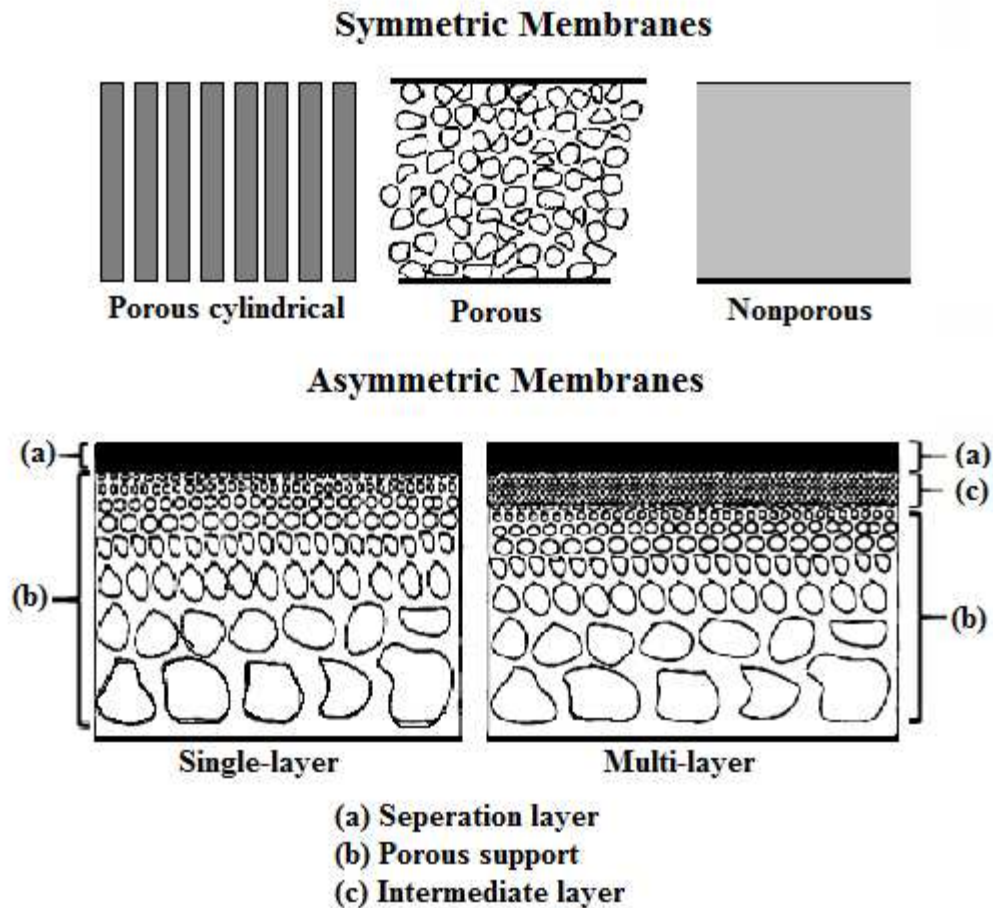 Symmetric Membranes
Porous cylindrical
Porous
Nonporous
Asymmetric Membranes
(a)
(b)
(a)
(c)
(b)
Single-layer
Multi-layer
(a) Seperation layer
(b) Porous support
(c) Intermediate layer